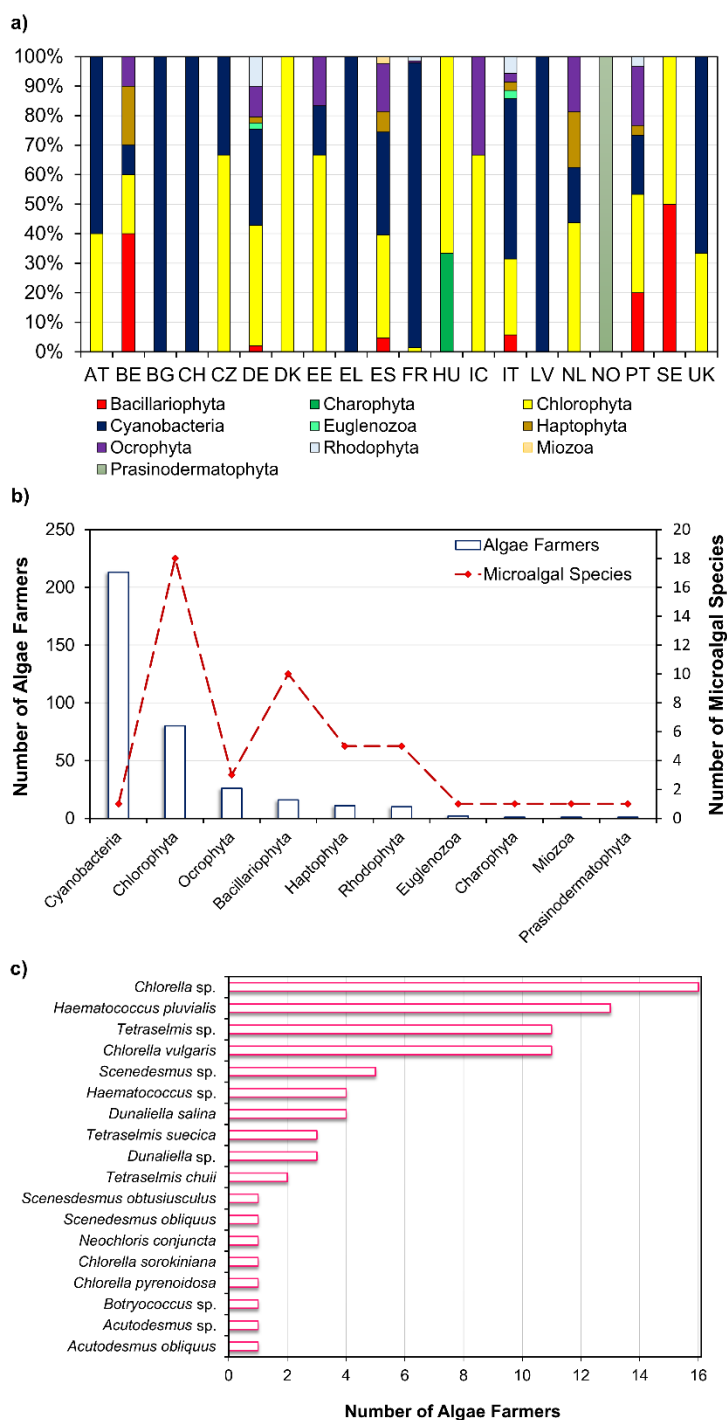 a)
100%
90%
80%
70%
60%
50%
40%
30%
20%
10%
0%
AT BE BG CH CZ DE DK EE EL ES FR HU IC IT LV NL NO PT SE UK
Bacillariophyta Charophyta Chlorophyta
Cyanobacteria Euglenozoa Haptophyta
Ocrophyta Rhodophyta Miozoa
Prasinodermatophyta
b)
Number of Algae Farmers
250
200
150
100
50
0
Algae Farmers
Microalgal Species
20
18
16
14
12
10
8
6
4
2
0
Number of Microalgal Species
Cyanobacteria
Chlorophyta
Ocrophyta
Bacillariophyta
Haptophyta
Rhodophyta
Euglenozoa
Charophyta
Miozoa
Prasinodermatophyta
c)
Chlorella sp.
Haematococcus pluvialis
Tetraselmis sp.
Chlorella vulgaris
Scenedesmus sp.
Haematococcus sp.
Dunaliella salina
Tetraselmis suecica
Dunaliella sp.
Tetraselmis chuii
Scenesdesmus obtusiusculus
Scenedesmus obliquus
Neochloris conjuncta
Chlorella sorokiniana
Chlorella pyrenoidosa
Botryococcus sp.
Acutodesmus sp.
Acutodesmus obliquus
0 2 4 6 8 10 12 14 16
Number of Algae Farmers